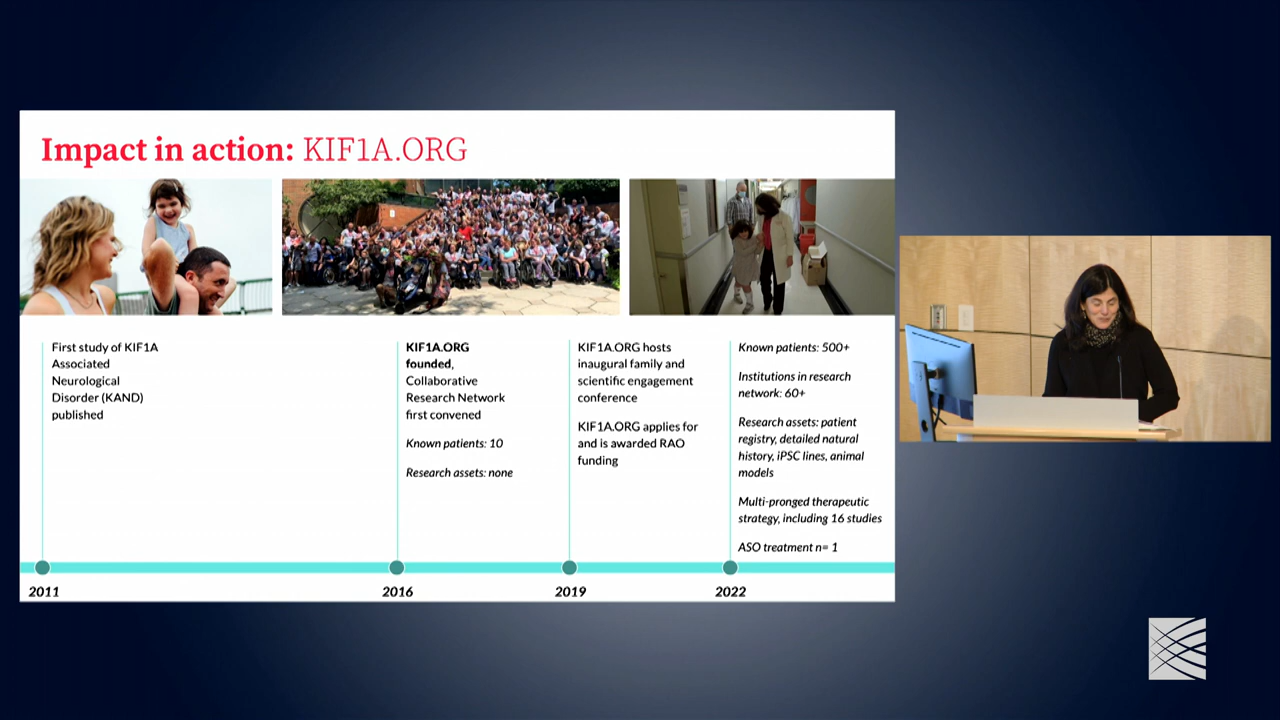 Impact in action: KIF1A.ORG
First study of KIF1A
Associated
Neurological
Disorder (KAND)
published
KIF1A.ORG
founded,
Collaborative
Research Network
first convened
Known patients: 10
Research assets: none
KIF1A.ORG hosts
inaugural family and
scientific engagement
conference
KIF1A.ORG applies for
and is awarded RAO
funding
Known patients: 500+
Institutions in research
network: 60+
Research assets: patient
registry, detailed natural
history, iPSC lines, animal
models
Multi-pronged therapeutic
strategy, including 16 studies
ASO treatment n= 1
2011
2016
2019
2022